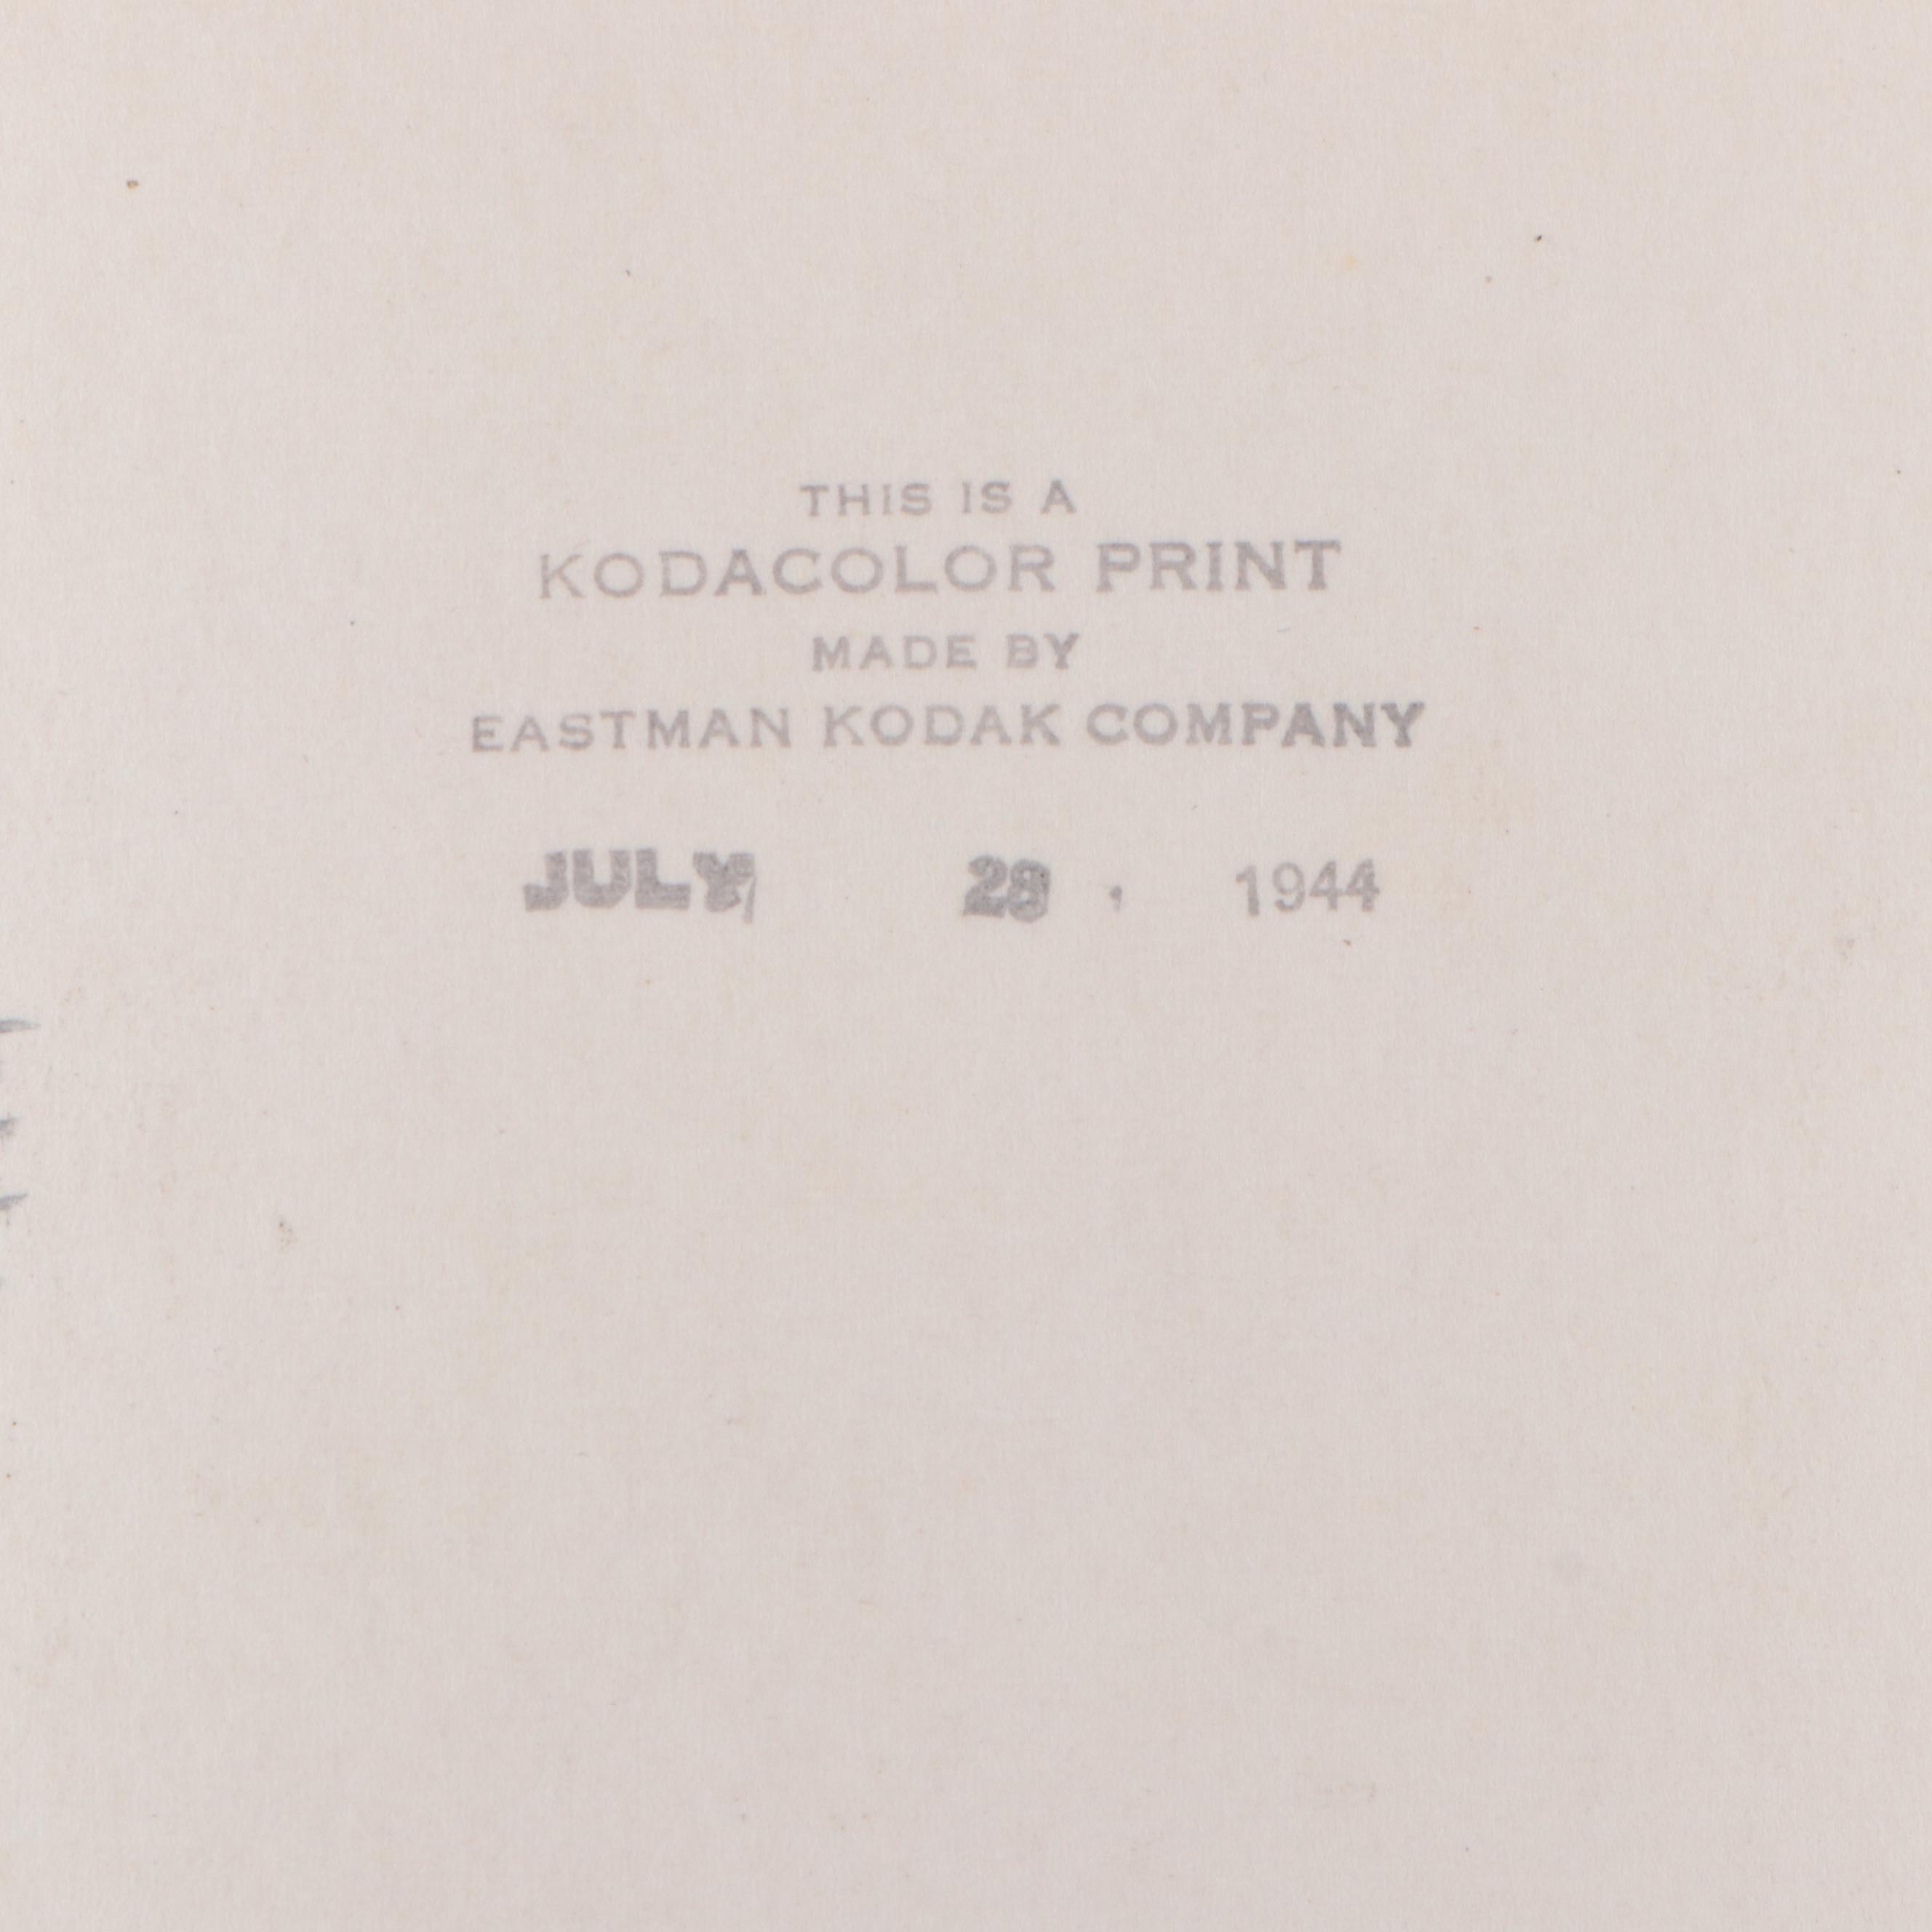 THIS IS A
KODACOLOR PRINT
MADE BY
EASTMAN KODAK COMPANY
JULY 28, 1944